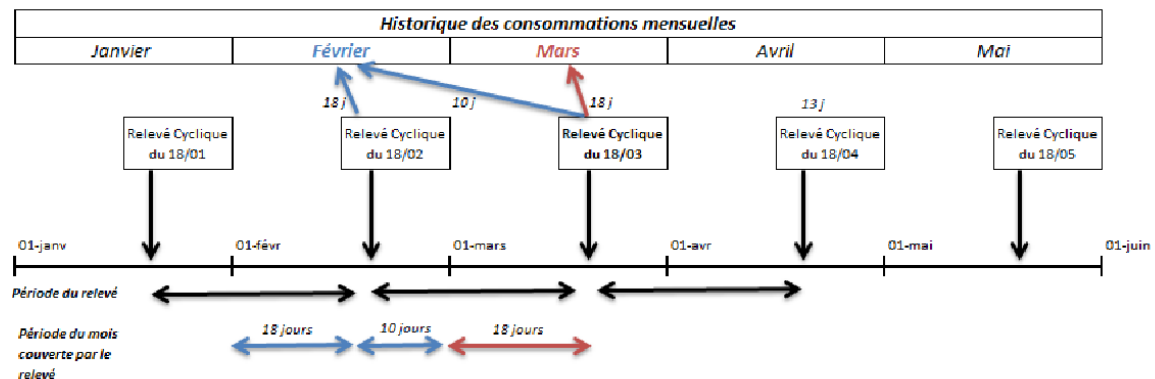 Historique des consommations mensuelles
Janvier Février Mars Avril Mai
18 j 10 j 18 j 13 j
Relevé Cyclique Relevé Cyclique Relevé Cyclique Relevé Cyclique Relevé Cyclique
du 18/01 du 18/02 du 18/03 du 18/04 du 18/05
01-janv 01-févr 01-mars 01-avr 01-mai 01-juin
Période du relevé
Période du mois 18 jours 10 jours 18 jours
couverte par le
relevé